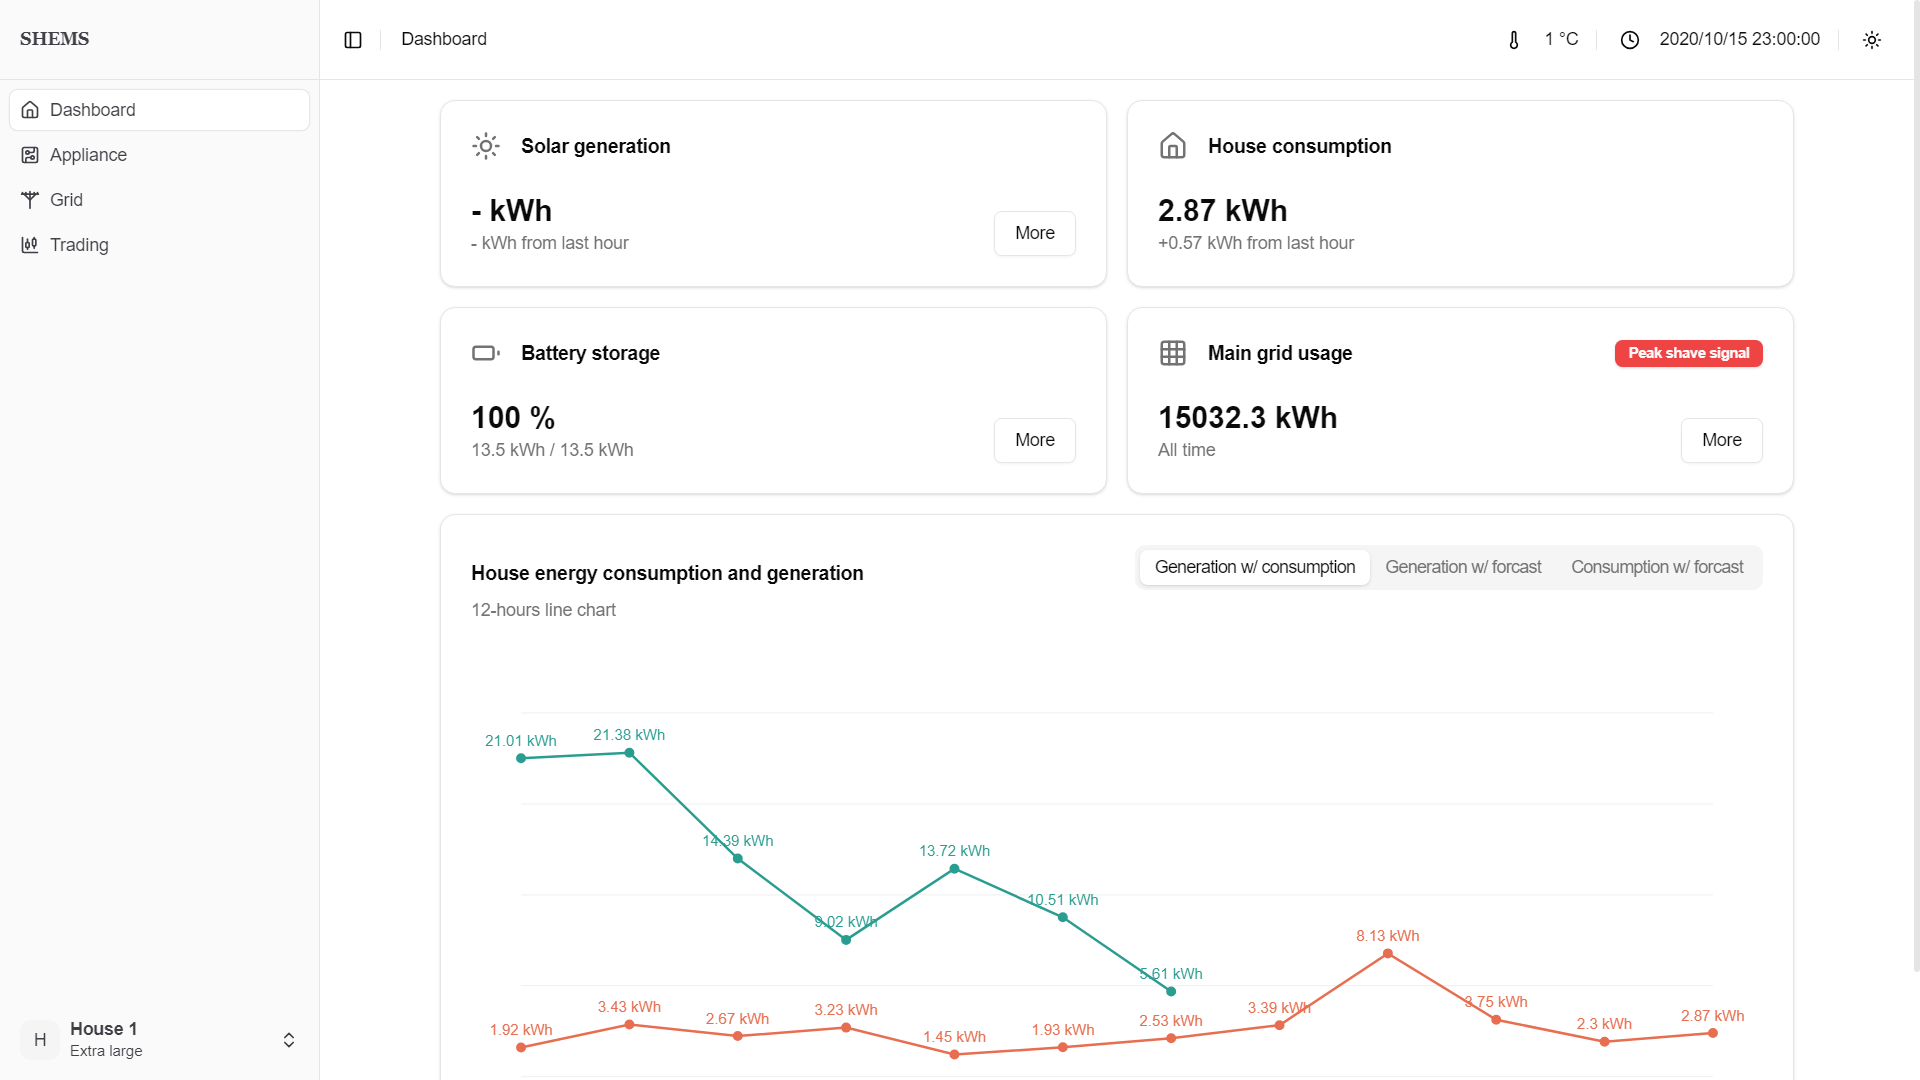 SHEMS
Dashboard
1 °C
2020/10/15 23:00:00
Dashboard
Appliance
Grid
Trading
Solar generation
- kWh
- kWh from last hour
More
House consumption
2.87 kWh
+0.57 kWh from last hour
Battery storage
100 %
13.5 kWh / 13.5 kWh
More
Main grid usage
Peak shave signal
15032.3 kWh
All time
More
House energy consumption and generation
12-hours line chart
Generation w/ consumption
Generation w/ forcast
Consumption w/ forcast
21.01 kWh
21.38 kWh
14.39 kWh
9.02 kWh
13.72 kWh
10.51 kWh
5.61 kWh
1.92 kWh
3.43 kWh
2.67 kWh
3.23 kWh
1.45 kWh
1.93 kWh
2.53 kWh
3.39 kWh
8.13 kWh
3.75 kWh
2.3 kWh
2.87 kWh
H
House 1
Extra large